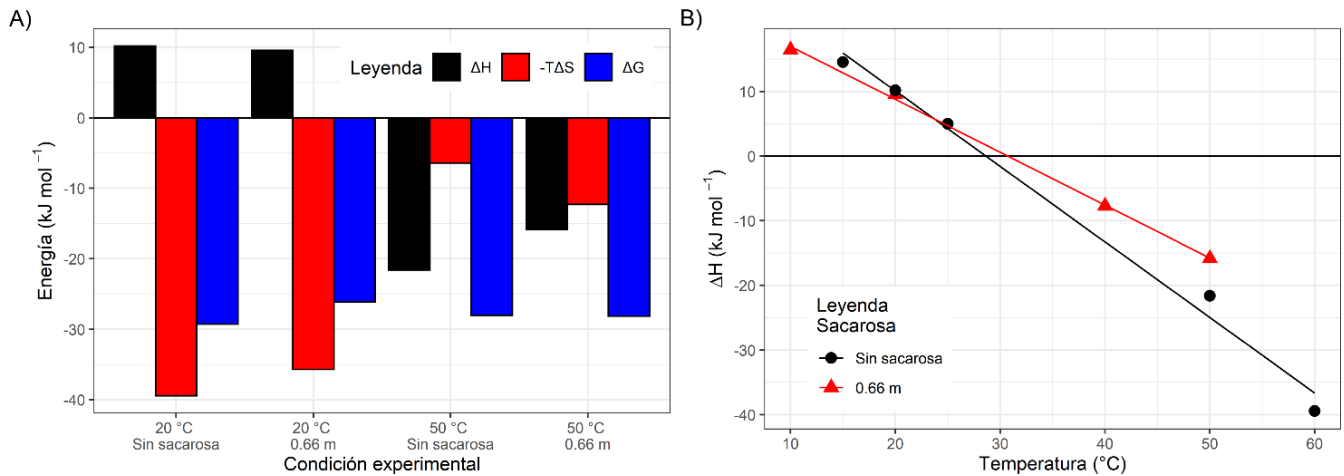 A)
Energía (kJ mol ⁻¹)
10
0
-10
-20
-30
-40
Leyenda ΔH -TΔS ΔG
20 °C 20 °C 50 °C 50 °C
Sin sacarosa 0.66 m Sin sacarosa 0.66 m
Condición experimental
B)
ΔH (kJ mol ⁻¹)
10
0
-10
-20
-30
-40
Leyenda
Sacarosa
Sin sacarosa
0.66 m
10 20 30 40 50 60
Temperatura (°C)